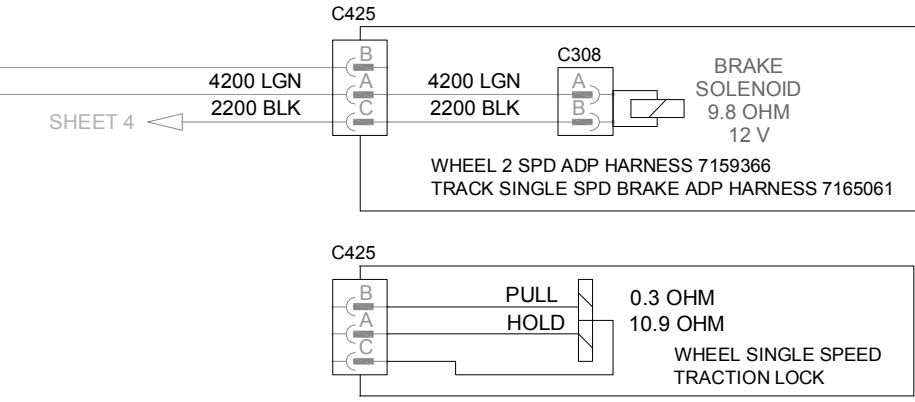 C425
B
A
C
4200 LGN
2200 BLK
SHEET 4
4200 LGN
2200 BLK
C308
A
B
BRAKE
SOLENOID
9.8 OHM
12 V
WHEEL 2 SPD ADP HARNESS 7159366
TRACK SINGLE SPD BRAKE ADP HARNESS 7165061
C425
B
A
C
PULL
HOLD
0.3 OHM
10.9 OHM
WHEEL SINGLE SPEED
TRACTION LOCK